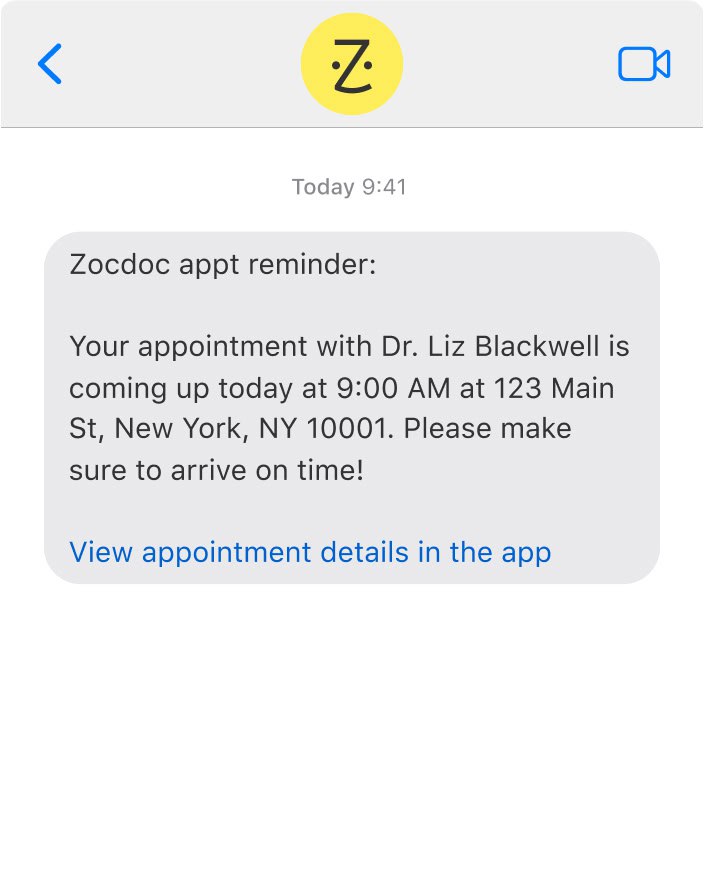 Z
Today 9:41
Zocdoc appt reminder:
Your appointment with Dr. Liz Blackwell is
coming up today at 9:00 AM at 123 Main
St, New York, NY 10001. Please make
sure to arrive on time!
View appointment details in the app